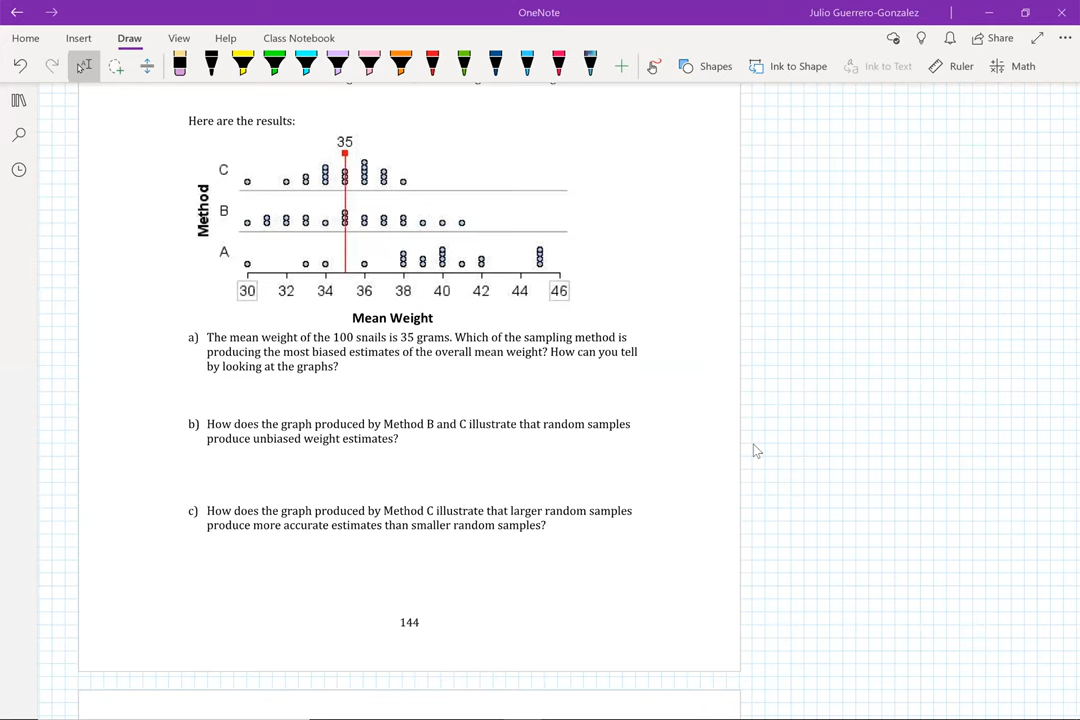 OneNote
Julio Guerrero-Gonzalez
Home Insert Draw View Help Class Notebook
Share
Shapes
Ink to Shape
Ink to Text
Ruler
Math
Here are the results:
35
C
B
A
Method
30 32 34 36 38 40 42 44 46
Mean Weight
a) The mean weight of the 100 snails is 35 grams. Which of the sampling method is
producing the most biased estimates of the overall mean weight? How can you tell
by looking at the graphs?
b) How does the graph produced by Method B and C illustrate that random samples
produce unbiased weight estimates?
c) How does the graph produced by Method C illustrate that larger random samples
produce more accurate estimates than smaller random samples?
144